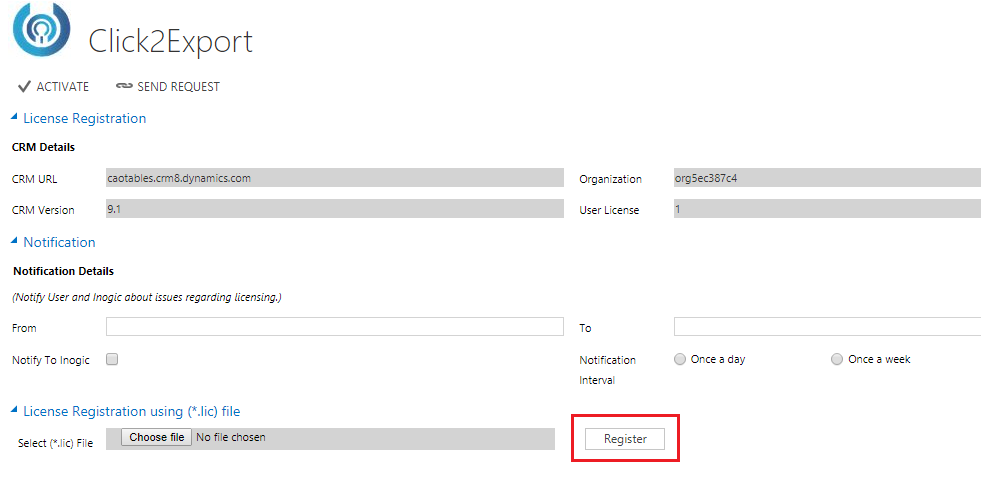 Click2Export
ACTIVATE SEND REQUEST
License Registration
CRM Details
CRM URL caotables.crm8.dynamics.com Organization org5ec387c4
CRM Version 9.1 User License 1
Notification
Notification Details
(Notify User and Inogic about issues regarding licensing.)
From To
Notify To Inogic Notification Interval Once a day Once a week
License Registration using (*.lic) file
Select (*.lic) File Choose file No file chosen Register